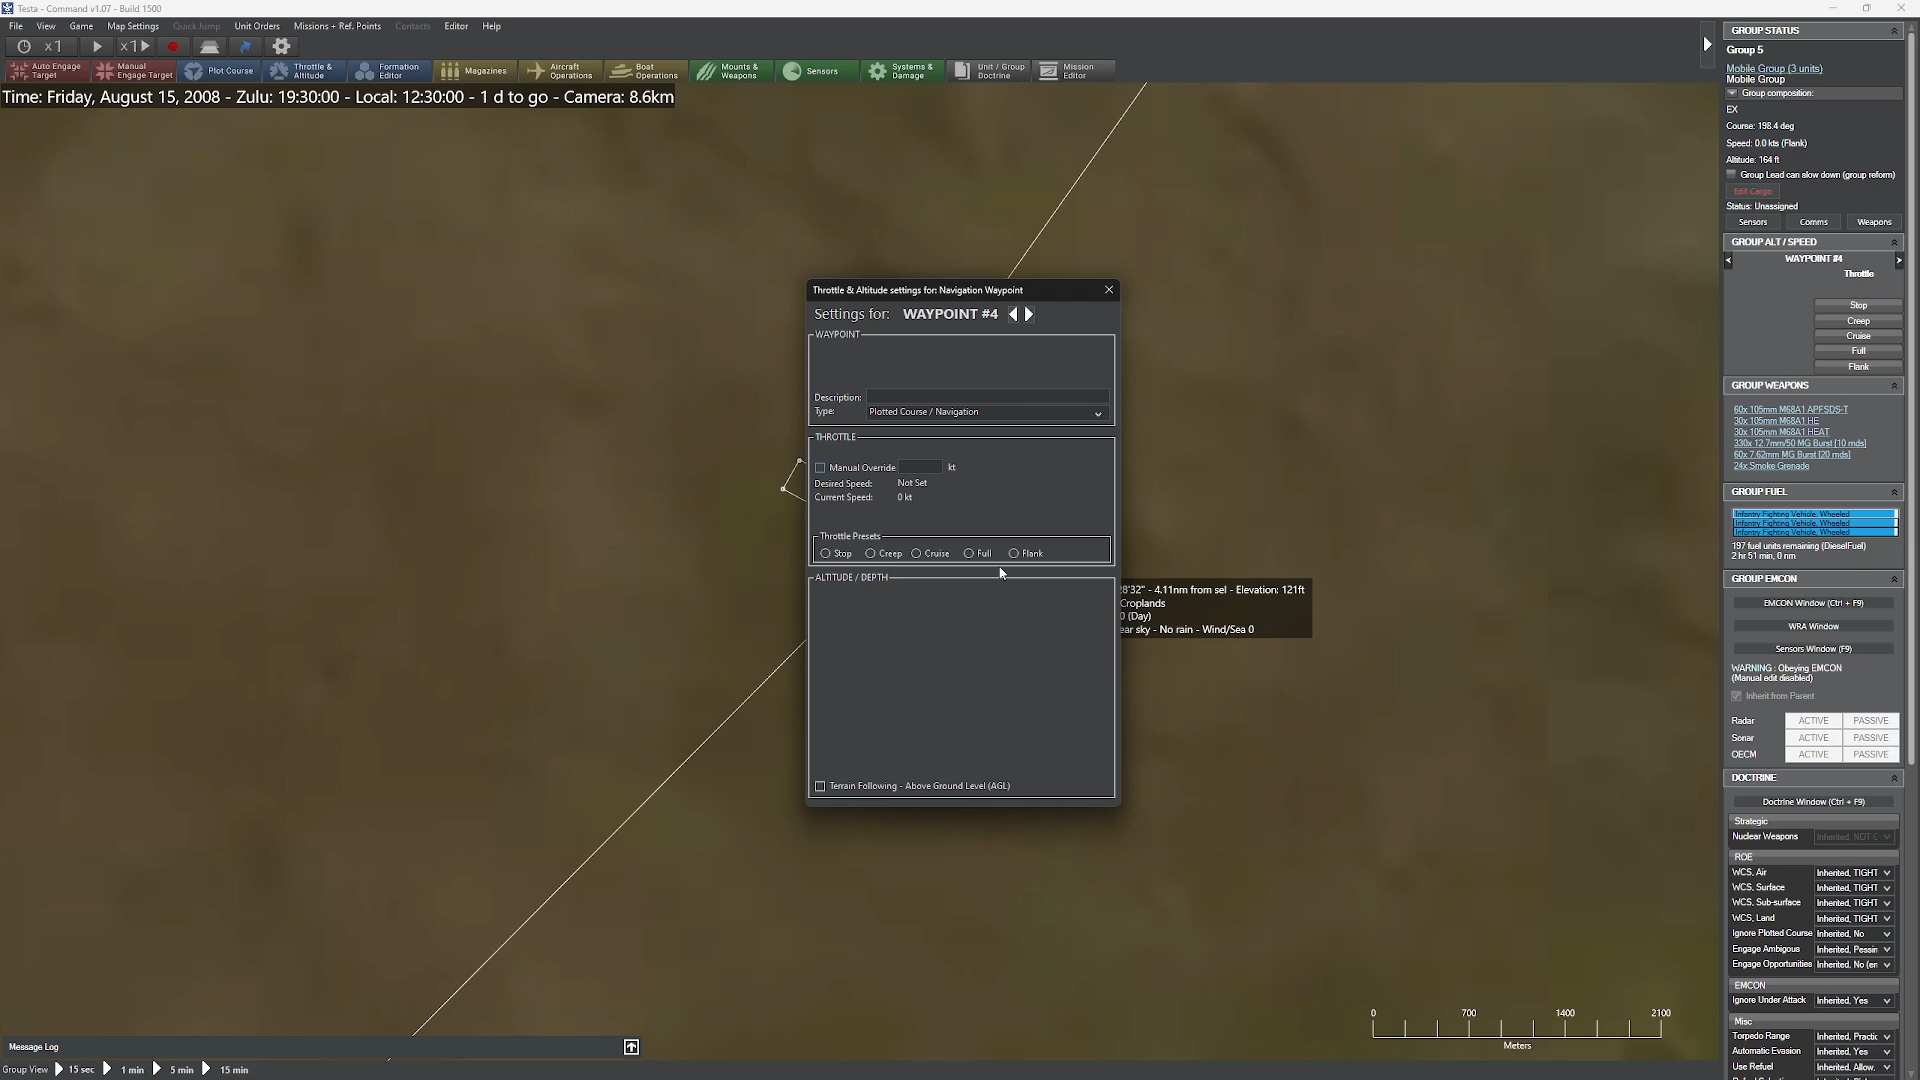 Testa - Command v1.07 - Build 1500
File View Game Map Settings Quick Jump Unit Orders Missions + Ref. Points Contacts Editor Help
x1 x1
Auto Engage Target
Manual Engage Target
Plot Course
Throttle & Altitude
Formation Editor
Magazines
Aircraft Operations
Boat Operations
Mounts & Weapons
Sensors
Systems & Damage
Unit / Group Doctrine
Mission Editor
Time: Friday, August 15, 2008 - Zulu: 19:30:00 - Local: 12:30:00 - 1 d to go - Camera: 8.6km
Throttle & Altitude settings for: Navigation Waypoint
Settings for: WAYPOINT #4
WAYPOINT
Description:
Type: Plotted Course / Navigation
THROTTLE
Manual Override kt
Desired Speed: Not Set
Current Speed: 0 kt
Throttle Presets
Stop Creep Cruise Full Flank
ALTITUDE / DEPTH
Terrain Following - Above Ground Level (AGL)
8'32" - 4.11nm from sel - Elevation: 121ft
Croplands
0 (Day)
ear sky - No rain - Wind/Sea 0
0 700 1400 2100
Meters
Message Log
Group View 15 sec 1 min 5 min 15 min
GROUP STATUS
Group 5
Mobile Group (3 units)
Mobile Group
Group composition:
EX
Course: 198.4 deg
Speed: 0.0 kts (Flank)
Altitude: 164 ft
Group Lead can slow down (group reform)
Edit Cargo
Status: Unassigned
Sensors Comms Weapons
GROUP ALT / SPEED
< WAYPOINT #4 >
Throttle
Stop
Creep
Cruise
Full
Flank
GROUP WEAPONS
60x 105mm M68A1 APFSDS-T
30x 105mm M68A1 HE
30x 105mm M68A1 HEAT
330x 12.7mm/50 MG Burst [10 rnds]
60x 7.62mm MG Burst [20 rnds]
24x Smoke Grenade
GROUP FUEL
Infantry Fighting Vehicle, Wheeled
Infantry Fighting Vehicle, Wheeled
Infantry Fighting Vehicle, Wheeled
197 fuel units remaining (DieselFuel)
2 hr 51 min, 0 nm
GROUP EMCON
EMCON Window (Ctrl + F9)
WRA Window
Sensors Window (F9)
WARNING : Obeying EMCON
(Manual edit disabled)
Inherit from Parent
Radar ACTIVE PASSIVE
Sonar ACTIVE PASSIVE
OECM ACTIVE PASSIVE
DOCTRINE
Doctrine Window (Ctrl + F9)
Strategic
Nuclear Weapons Inherited, NOT
ROE
WCS, Air Inherited, TIGHT
WCS, Surface Inherited, TIGHT
WCS, Sub-surface Inherited, TIGHT
WCS, Land Inherited, TIGHT
Ignore Plotted Course Inherited, No
Engage Ambiguous Inherited, Pessin
Engage Opportunities Inherited, No (er
EMCON
Ignore Under Attack Inherited, Yes
Misc
Torpedo Range Inherited, Practic
Automatic Evasion Inherited, Yes
Use Refuel Inherited, Allow,